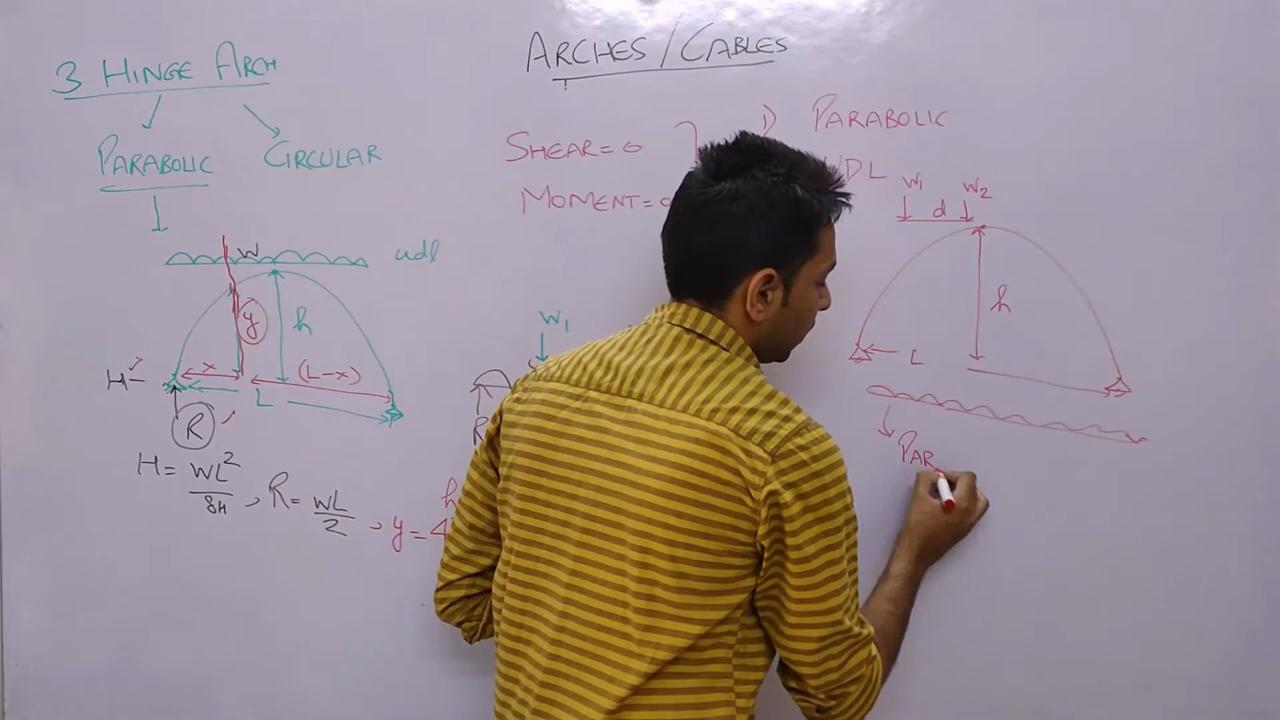 ARCHES / CABLES
3 HINGE ARCH
PARABOLIC
CIRCULAR
W
udl
y
h
x
(L-x)
H
L
R
H = WL²/8H, R = WL/2, y = 4
h
SHEAR = 0
MOMENT = 0
W1
R
1) PARABOLIC
UDL
W1 W2
d
h
L
PAR